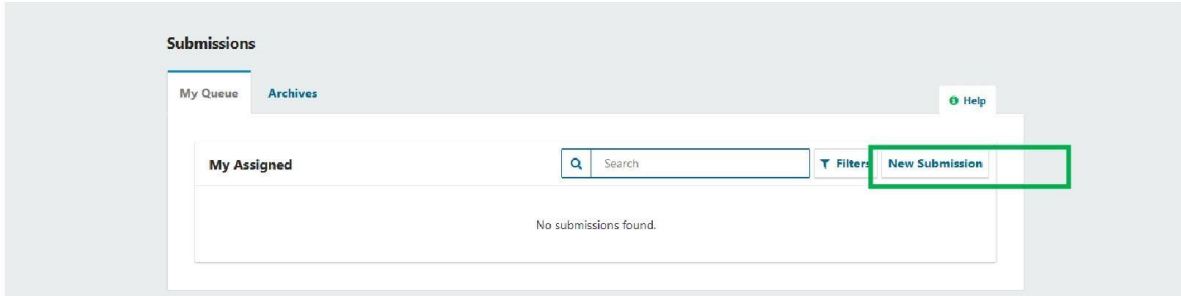 Submissions
My Queue Archives
Help
My Assigned Search Filters New Submission
No submissions found.